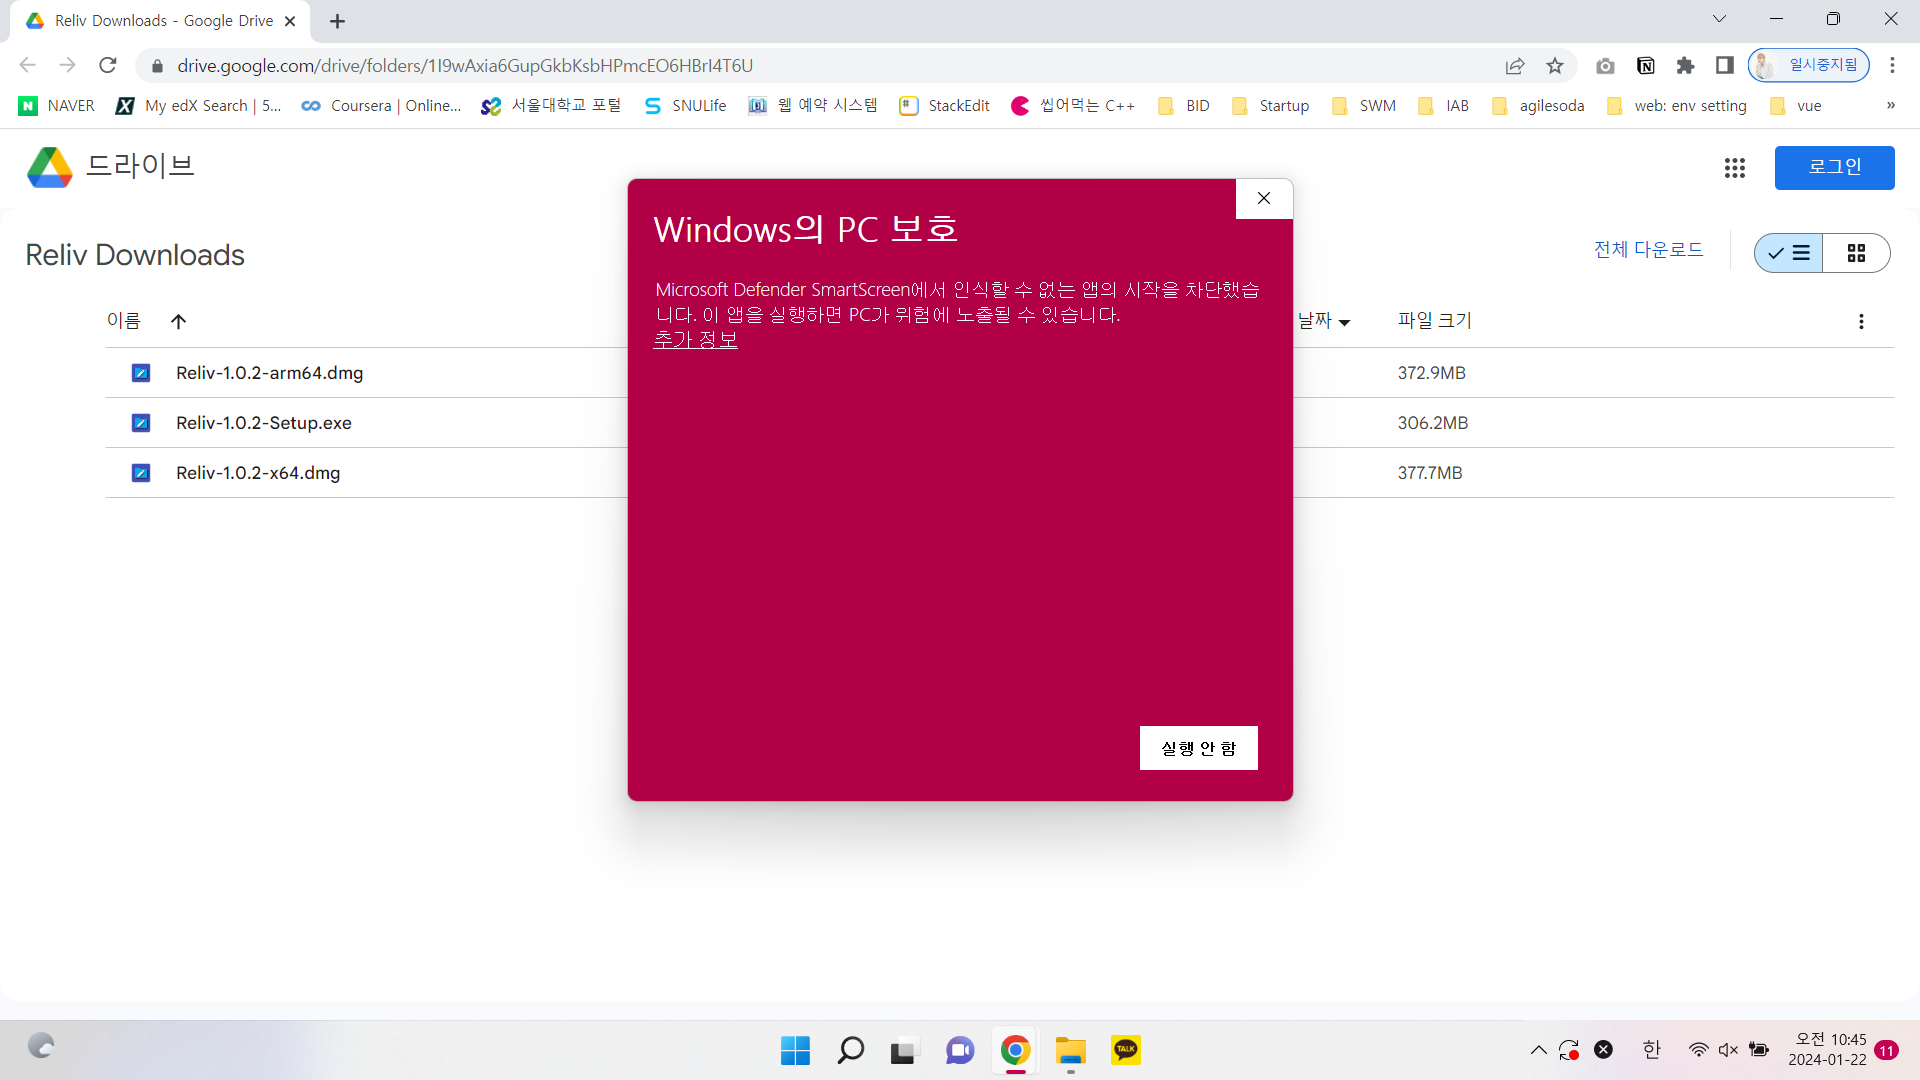 Reliv Downloads - Google Drive
drive.google.com/drive/folders/1I9wAxia6GupGkbKsbHPmcEO6HBrI4T6U
일시중지됨
NAVER
My edX Search | 5...
Coursera | Online...
서울대학교 포털
SNULife
웹 예약 시스템
StackEdit
씹어먹는 C++
BID
Startup
SWM
IAB
agilesoda
web: env setting
vue
»
드라이브
로그인
Reliv Downloads
전체 다운로드
이름
날짜
파일 크기
Reliv-1.0.2-arm64.dmg
372.9MB
Reliv-1.0.2-Setup.exe
306.2MB
Reliv-1.0.2-x64.dmg
377.7MB
Windows의 PC 보호
Microsoft Defender SmartScreen에서 인식할 수 없는 앱의 시작을 차단했습
니다. 이 앱을 실행하면 PC가 위험에 노출될 수 있습니다.
추가 정보
실행 안 함
TALK
한
오전 10:45
2024-01-22
11